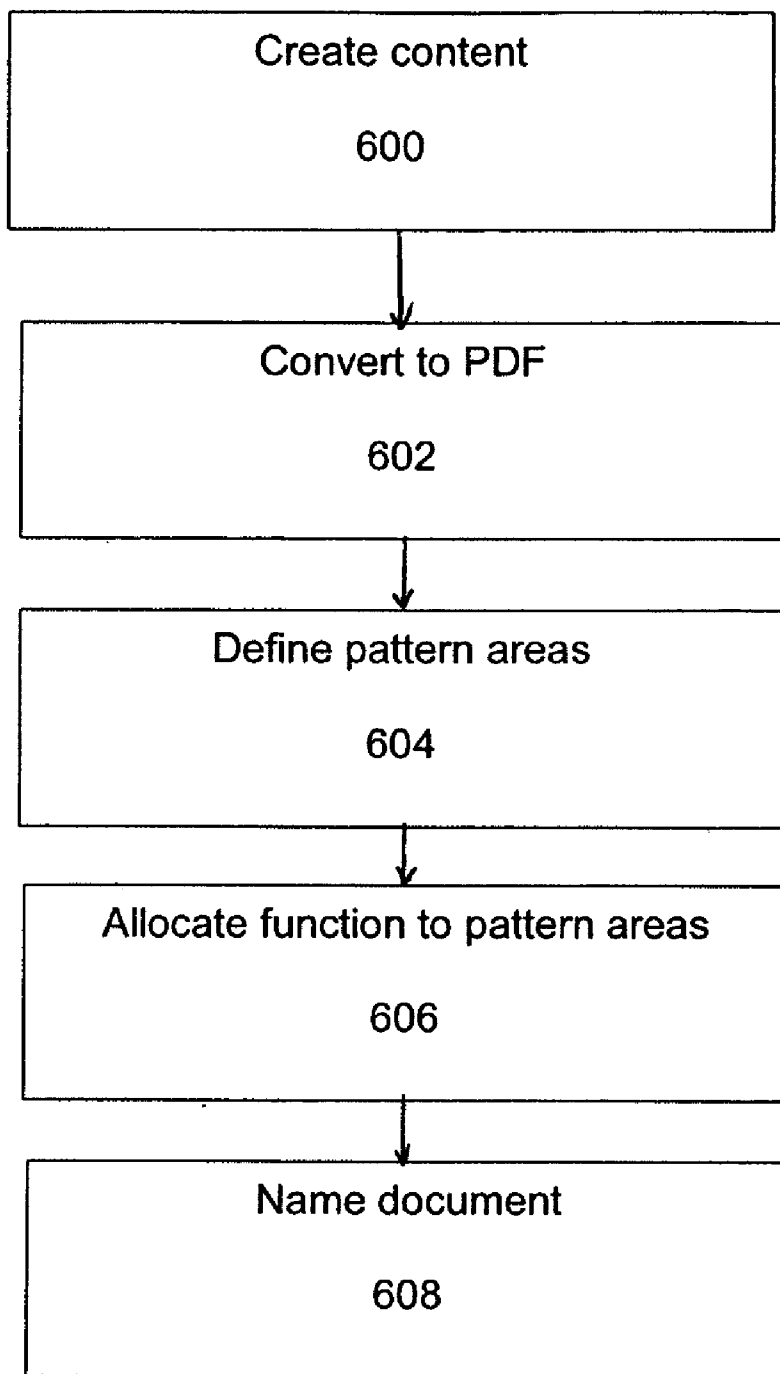 Create content
600
Convert to PDF
602
Define pattern areas
604
Allocate function to pattern areas
606
Name document
608